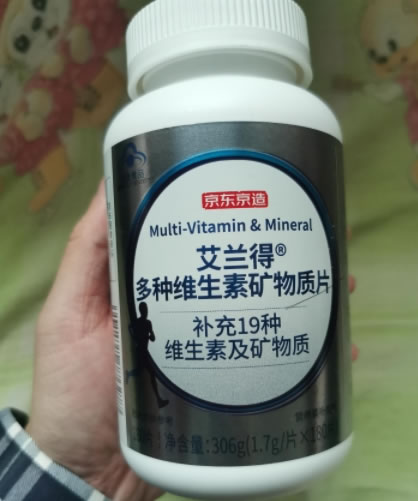 京东京造
Multi-Vitamin & Mineral
艾兰得®
多种维生素矿物质片
补充19种
维生素及矿物质
净含量:306g(1.7g/片×180